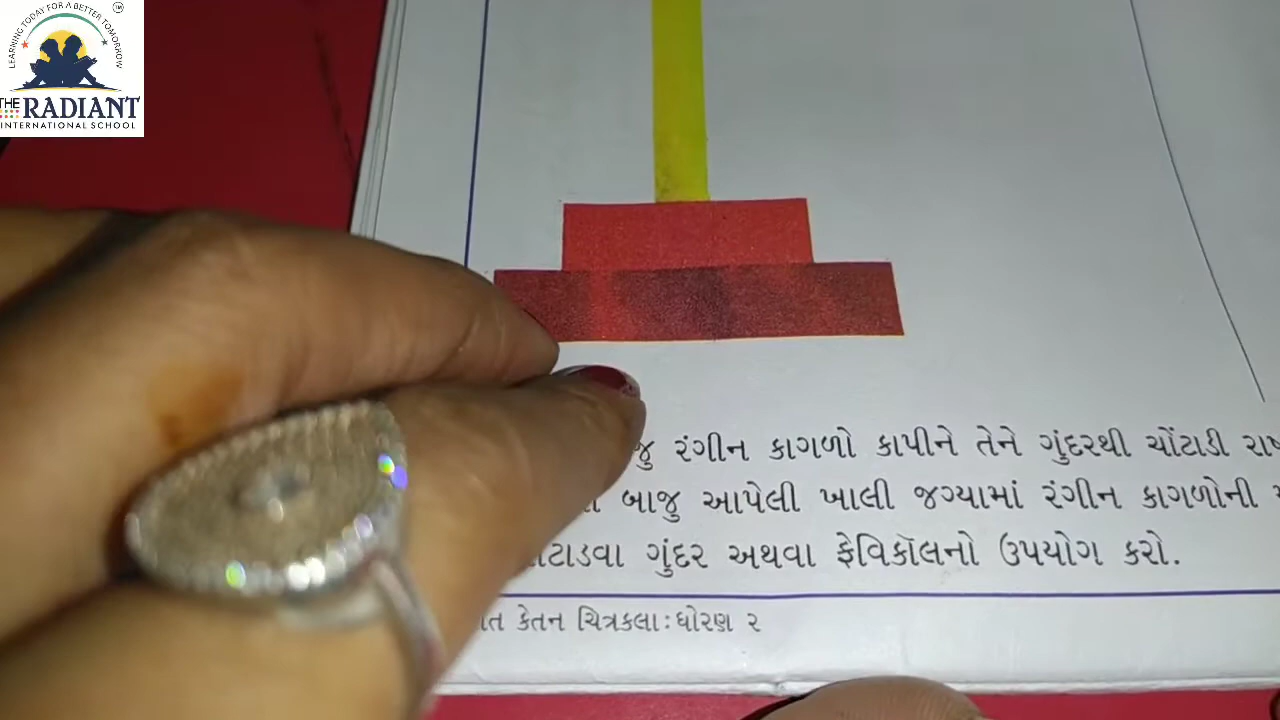 LEARNING TODAY FOR A BETTER TOMORROW
THE RADIANT
INTERNATIONAL SCHOOL
રંગીન કાગળો કાપીને તેને ગુંદરથી ચોંટાડી
બાજુ આપેલી ખાલી જગ્યામાં રંગીન કાગળોની
ગુંદર અથવા ફેવિકૉલનો ઉપયોગ કરો.
કેતન ચિત્રકલા : ધોરણ ૨